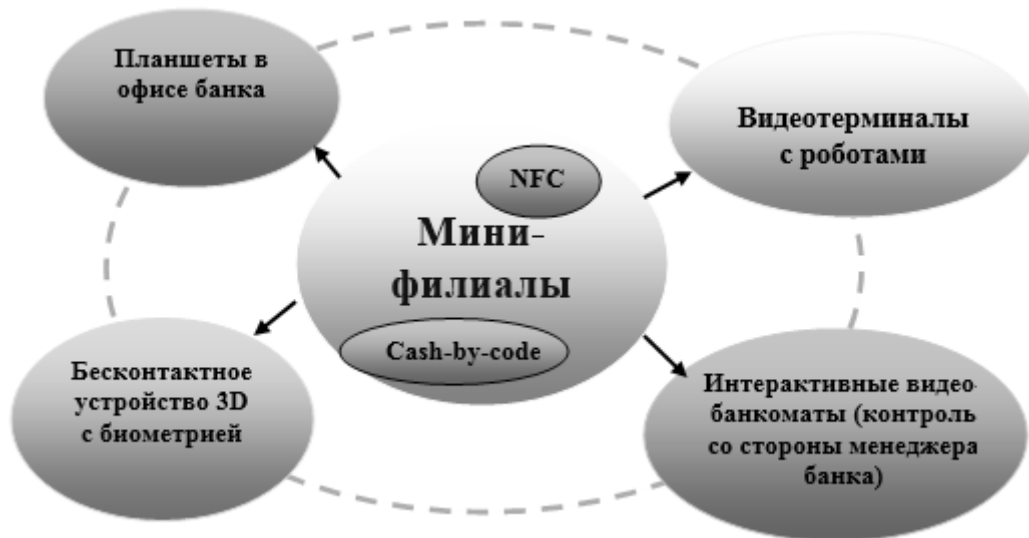 Планшеты в
офисе банка
Видеотерминалы
с роботами
NFC
Мини-
филиалы
Cash-by-code
Бесконтактное
устройство 3D
с биометрией
Интерактивные видео-
банкоматы (контроль
со стороны менеджера
банка)